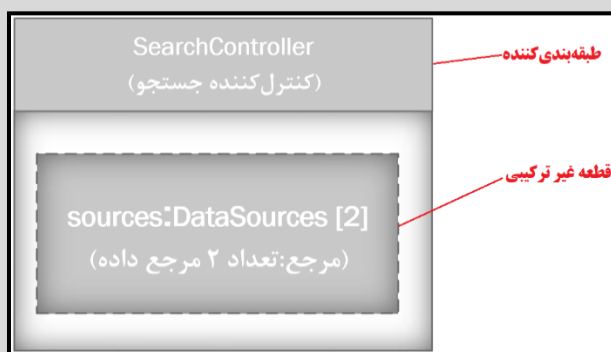 SearchController
(کنترل‌کننده جستجو)
طبقه‌بندی‌کننده
قطعه غیر ترکیبی
sources:DataSources [2]
(مرجع:تعداد ۲ مرجع داده)